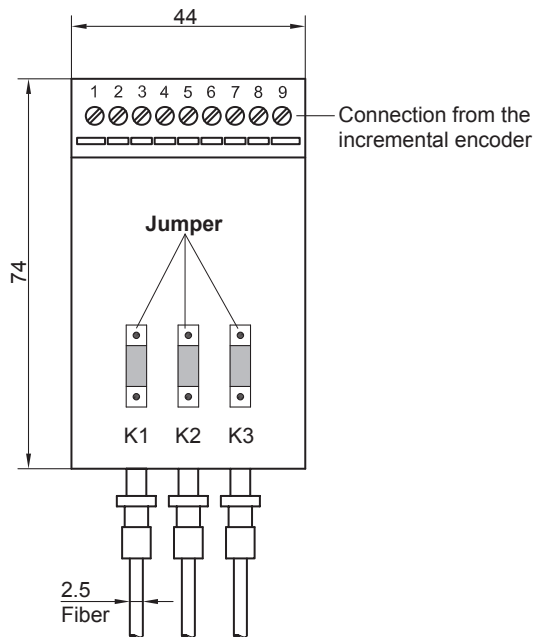 44
1 2 3 4 5 6 7 8 9
Connection from the
incremental encoder
Jumper
74
K1 K2 K3
2.5
Fiber